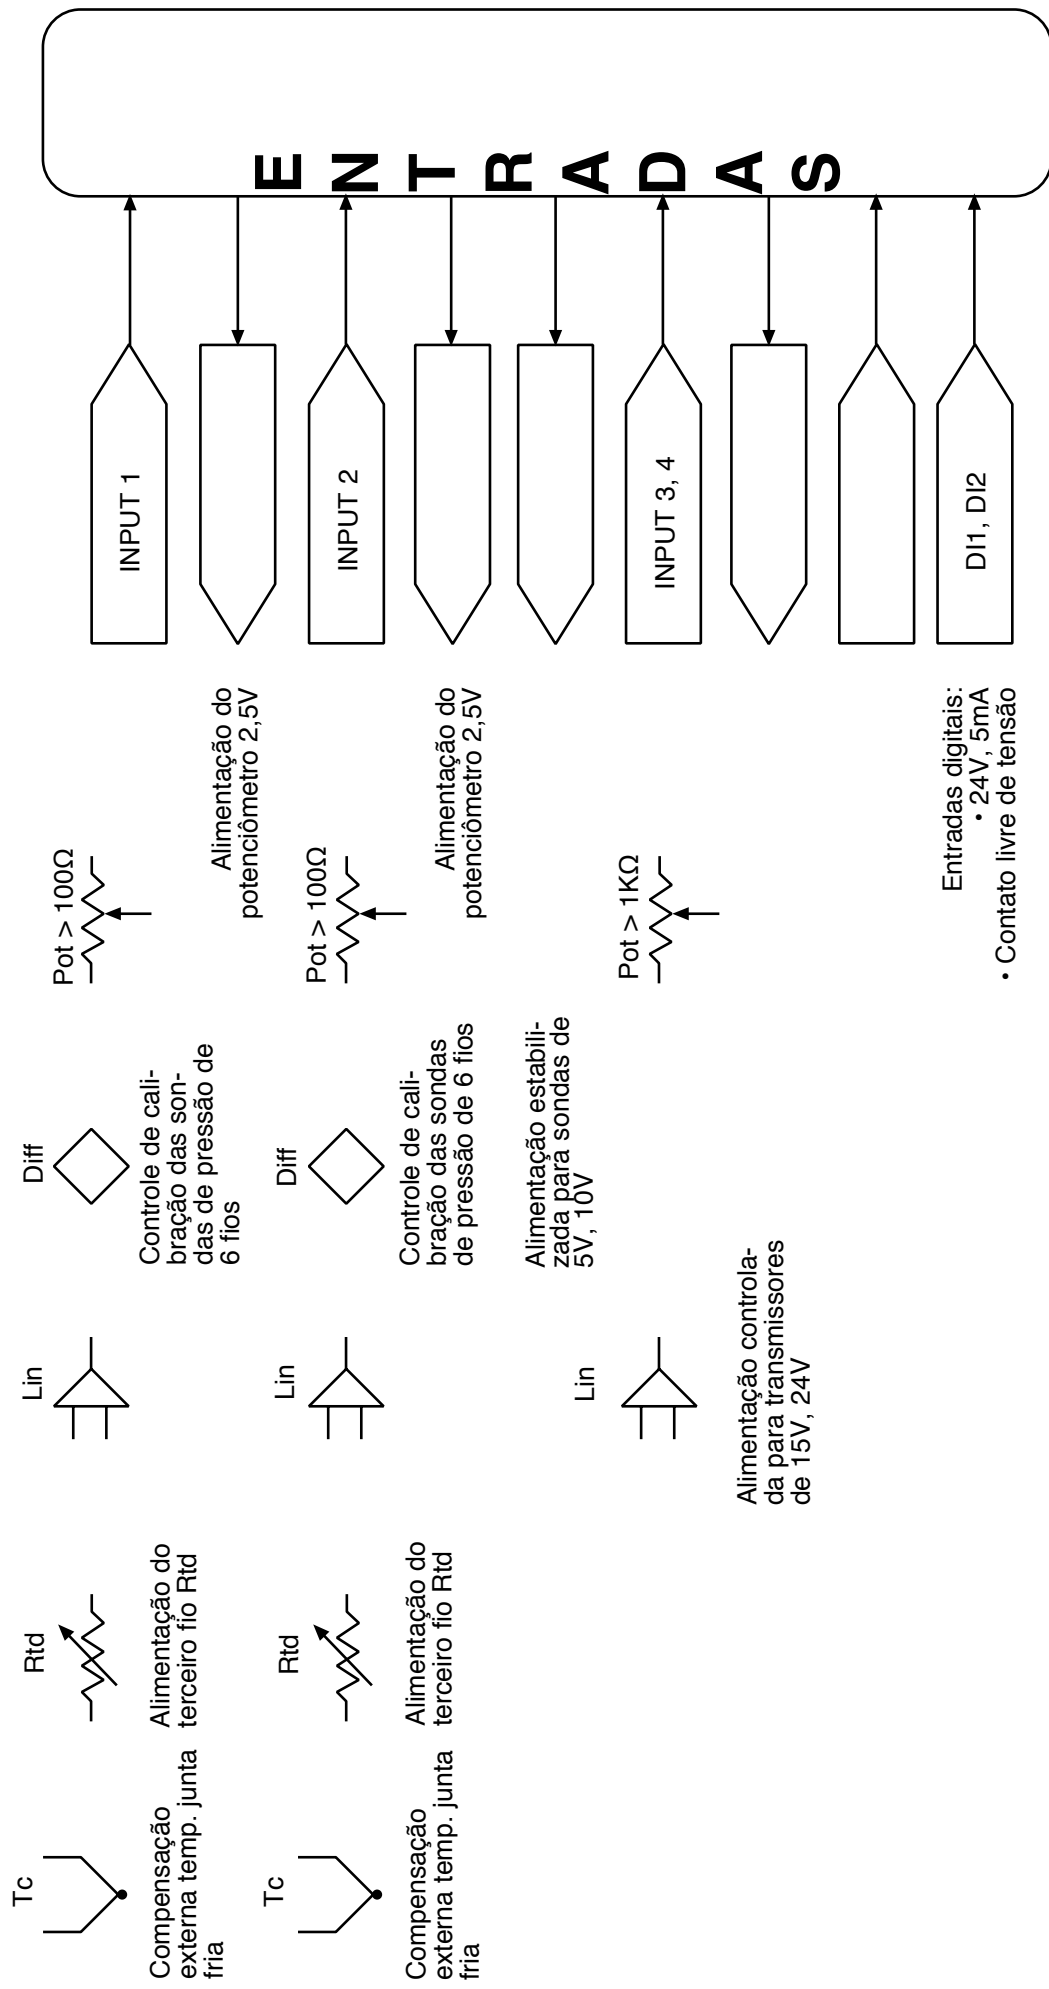 Tc
Rtd
Lin
Diff
Pot > 100Ω
INPUT 1
Compensação
externa temp. junta
fria
Alimentação do
terceiro fio Rtd
Controle de cali-
bração das son-
das de pressão de
6 fios
Alimentação do
potenciômetro 2,5V
Tc
Rtd
Lin
Diff
Pot > 100Ω
INPUT 2
Compensação
externa temp. junta
fria
Alimentação do
terceiro fio Rtd
Controle de cali-
bração das sondas
de pressão de 6 fios
Alimentação do
potenciômetro 2,5V
Alimentação estabili-
zada para sondas de
5V, 10V
Lin
Pot > 1KΩ
INPUT 3, 4
Alimentação controla-
da para transmissores
de 15V, 24V
Entradas digitais:
• 24V, 5mA
• Contato livre de tensão
DI1, DI2
ENTRADAS